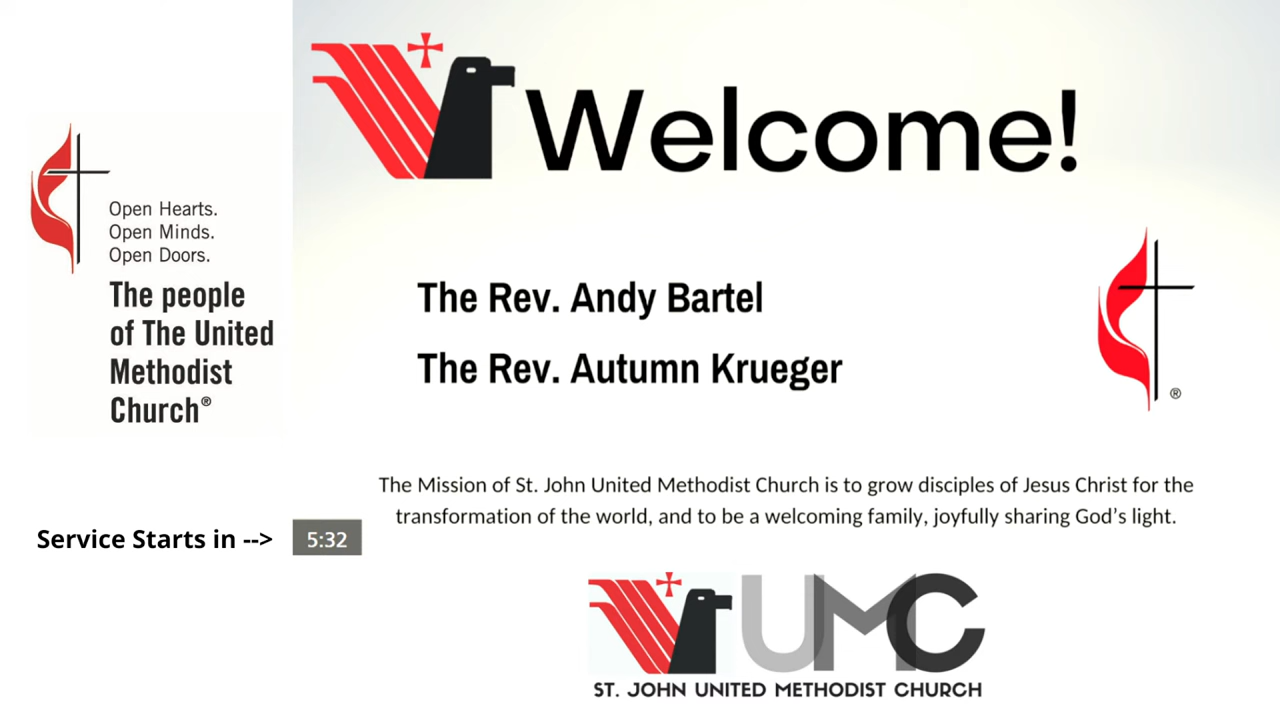 Welcome!
Open Hearts.
Open Minds.
Open Doors.
The people
of The United
Methodist
Church®
The Rev. Andy Bartel
The Rev. Autumn Krueger
®
The Mission of St. John United Methodist Church is to grow disciples of Jesus Christ for the
transformation of the world, and to be a welcoming family, joyfully sharing God's light.
Service Starts in --> 5:32
UMC
ST. JOHN UNITED METHODIST CHURCH